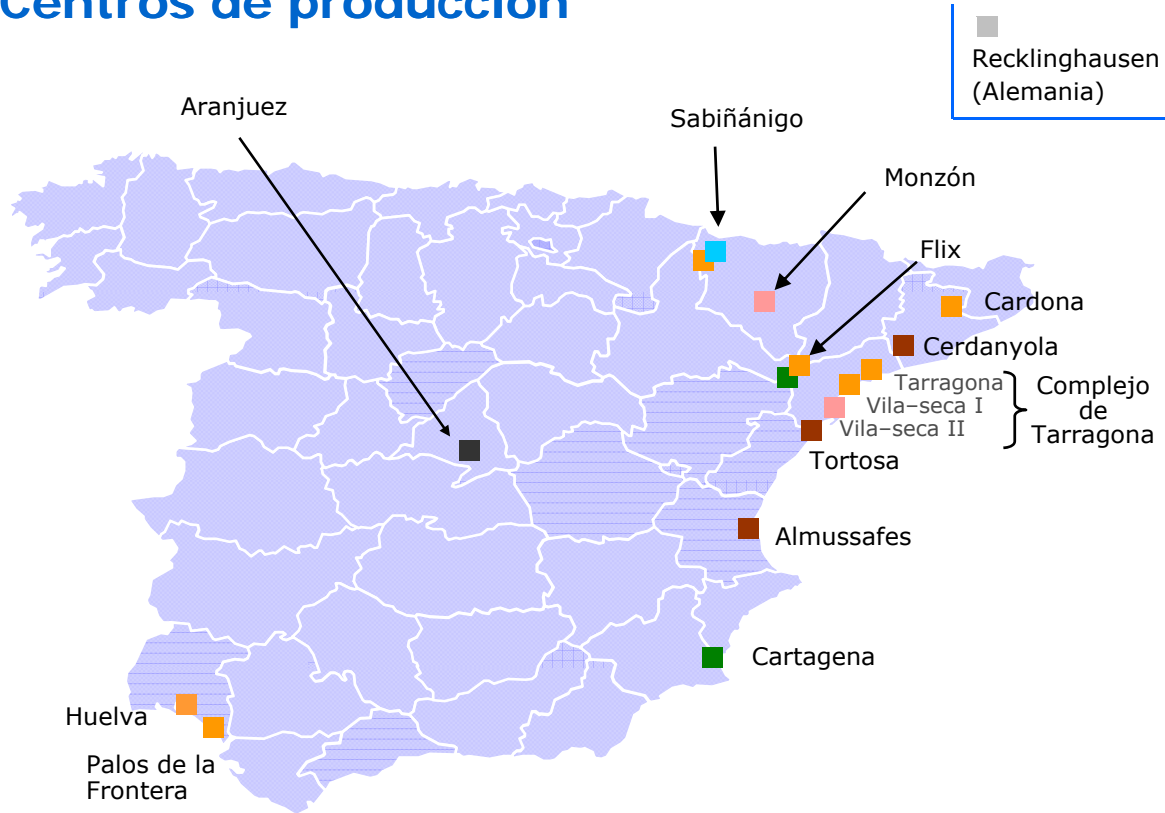 Centros de producción
Recklinghausen
(Alemania)
Aranjuez
Sabiñánigo
Monzón
Flix
Cardona
Cerdanyola
Tarragona
Vila–seca I
Vila–seca II
Complejo
de
Tarragona
Tortosa
Almussafes
Cartagena
Huelva
Palos de la
Frontera